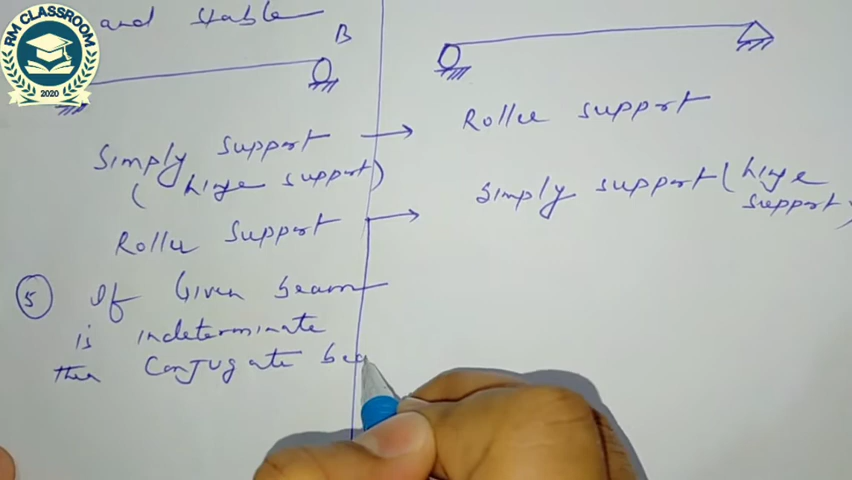 RM CLASSROOM
2020
and stable
B
Simply support →
(hinge support)
Roller support →
Roller support
Simply support (hinge
support)
5 If Given beam
is indeterminate
then Conjugate bea